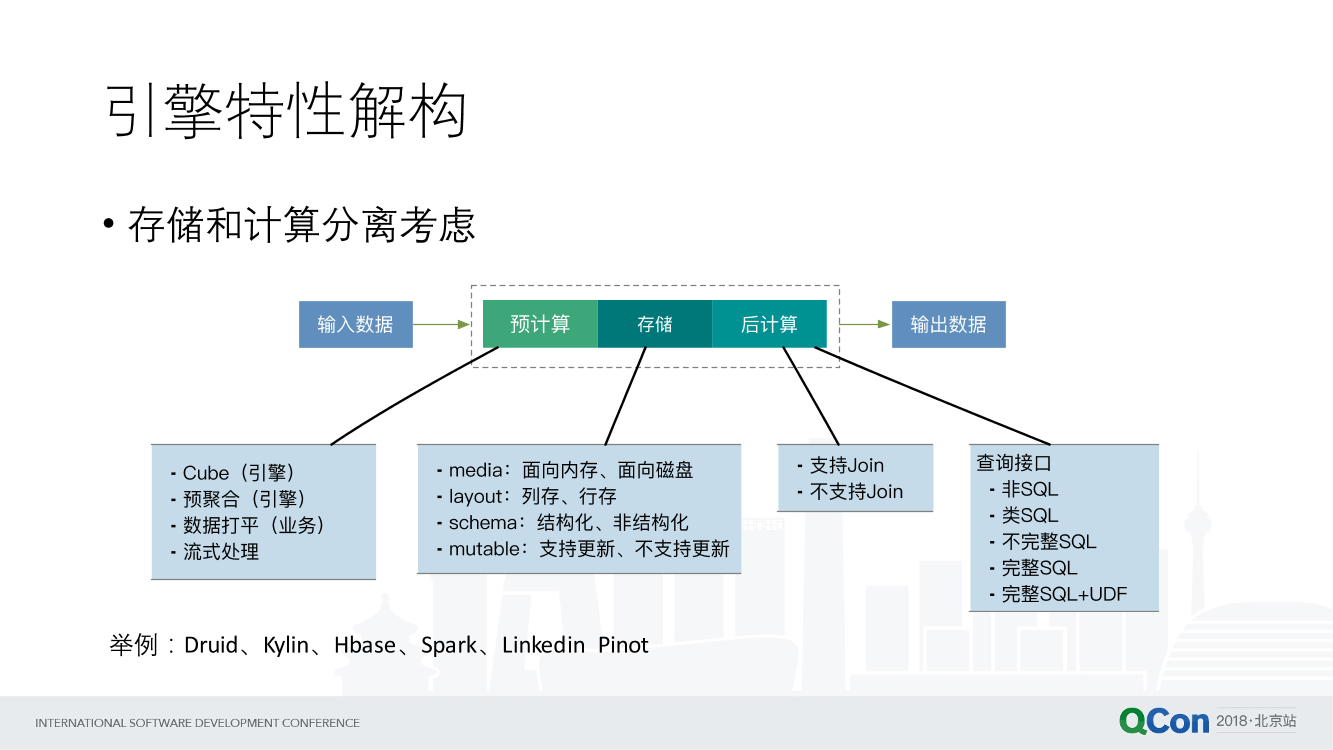 引擎特性解构
• 存储和计算分离考虑
输入数据
预计算
存储
后计算
输出数据
- Cube（引擎）
- 预聚合（引擎）
- 数据打平（业务）
- 流式处理
- media：面向内存、面向磁盘
- layout：列存、行存
- schema：结构化、非结构化
- mutable：支持更新、不支持更新
- 支持Join
- 不支持Join
查询接口
- 非SQL
- 类SQL
- 不完整SQL
- 完整SQL
- 完整SQL+UDF
举例：Druid、Kylin、Hbase、Spark、Linkedin Pinot
INTERNATIONAL SOFTWARE DEVELOPMENT CONFERENCE
QCon 2018·北京站